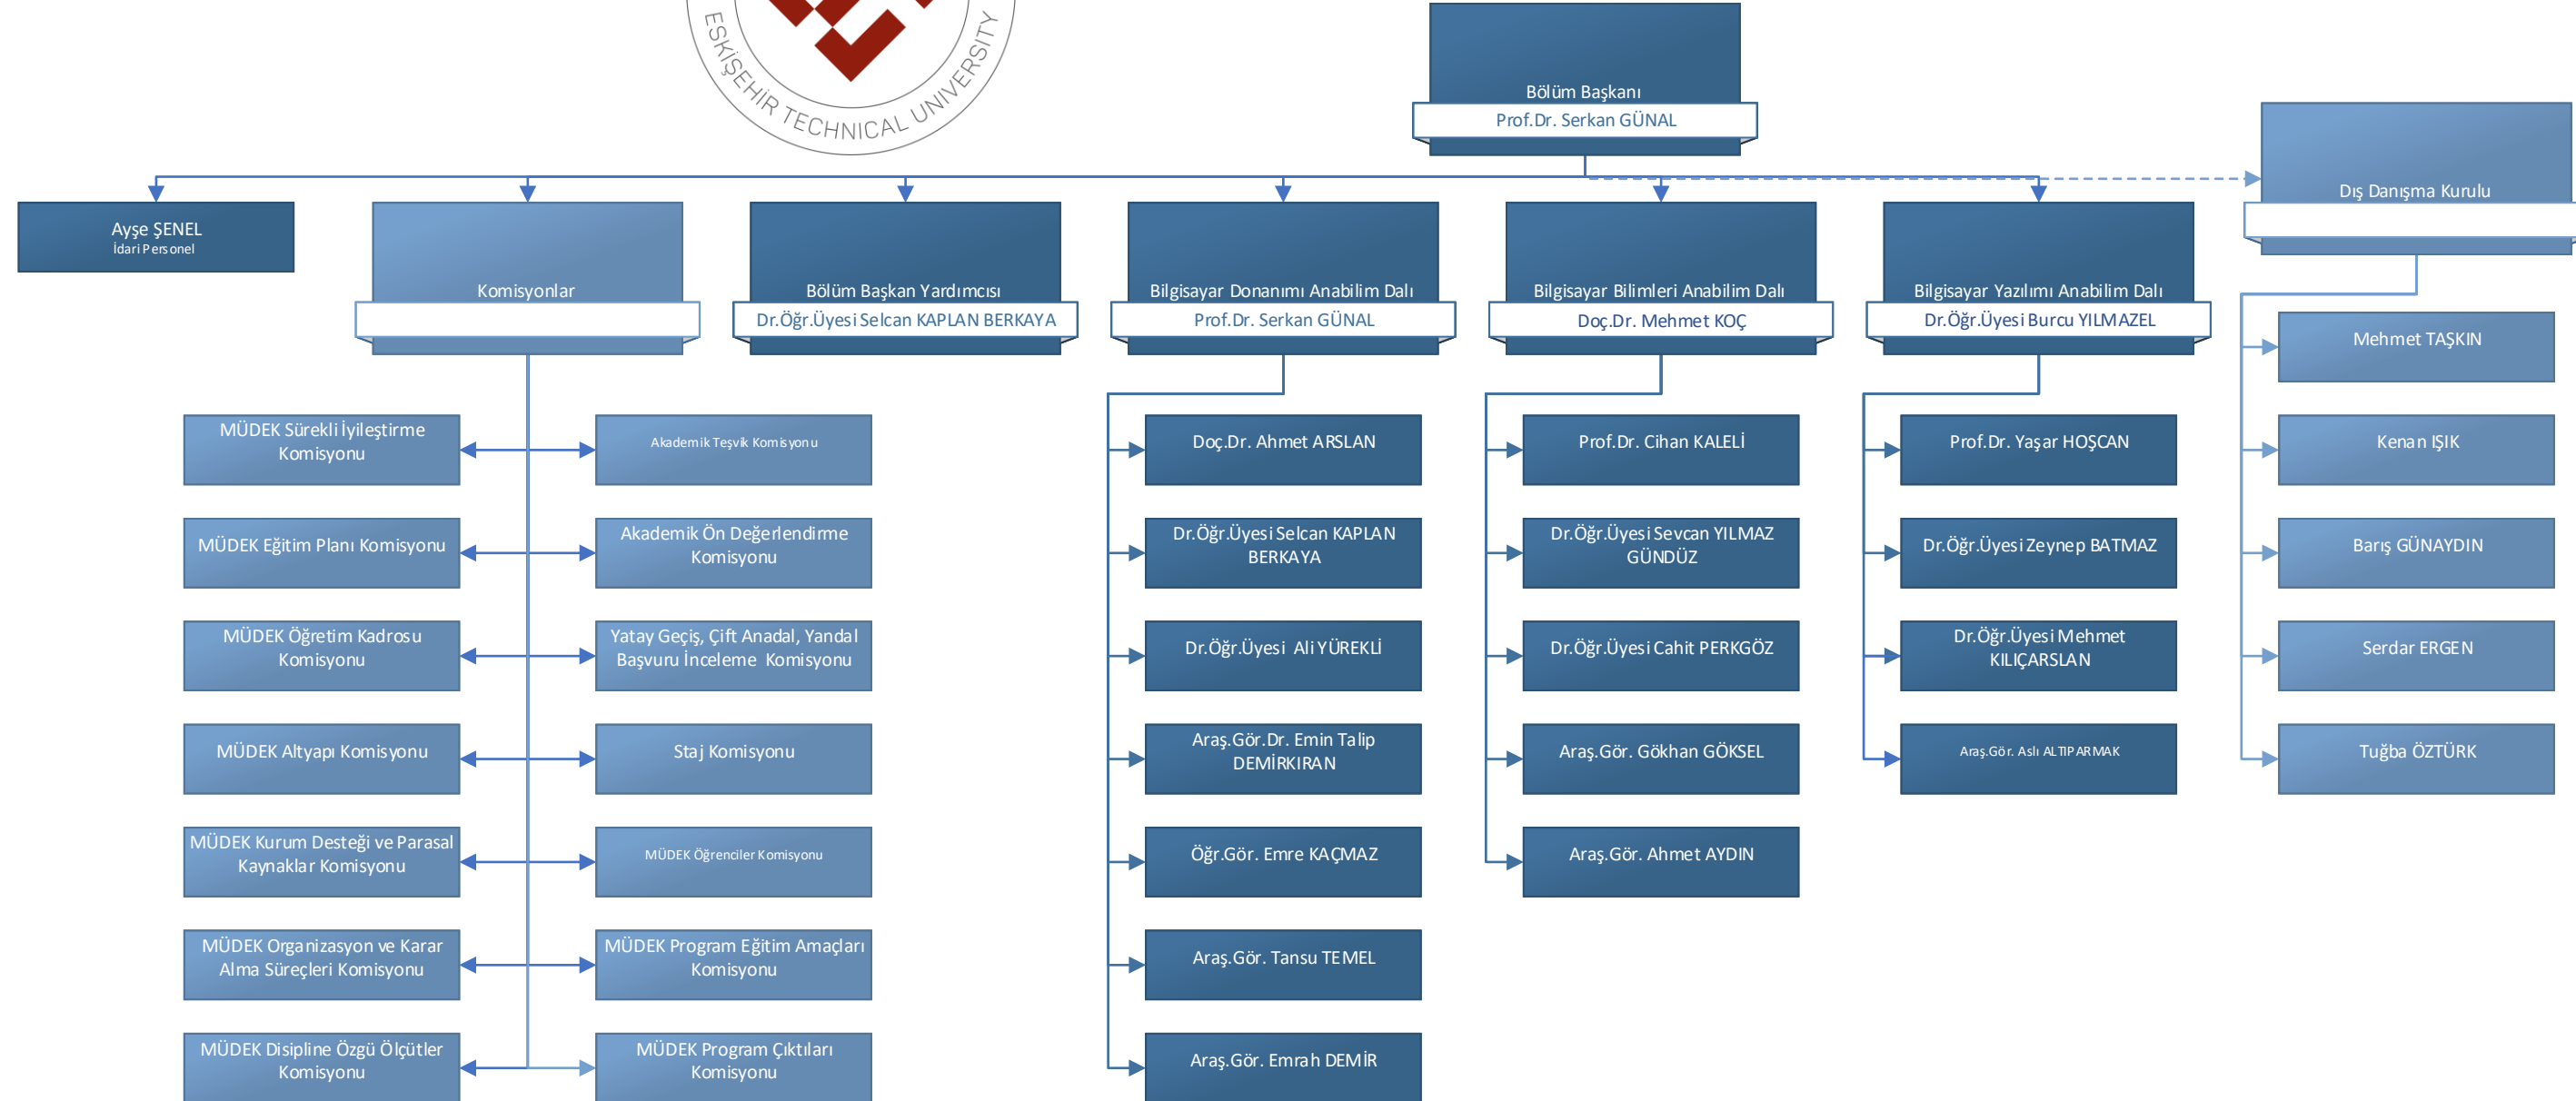 ESKİŞEHİR TECHNICAL UNIVERSITY
Bölüm Başkanı
Prof.Dr. Serkan GÜNAL
Dış Danışma Kurulu
Ayşe ŞENEL
İdari Personel
Komisyonlar
Bölüm Başkan Yardımcısı
Dr.Öğr.Üyesi Selcan KAPLAN BERKAYA
Bilgisayar Donanımı Anabilim Dalı
Prof.Dr. Serkan GÜNAL
Bilgisayar Bilimleri Anabilim Dalı
Doç.Dr. Mehmet KOÇ
Bilgisayar Yazılımı Anabilim Dalı
Dr.Öğr.Üyesi Burcu YILMAZEL
MÜDEK Sürekli İyileştirme
Komisyonu
MÜDEK Eğitim Planı Komisyonu
MÜDEK Öğretim Kadrosu
Komisyonu
MÜDEK Altyapı Komisyonu
MÜDEK Kurum Desteği ve Parasal
Kaynaklar Komisyonu
MÜDEK Organizasyon ve Karar
Alma Süreçleri Komisyonu
MÜDEK Disipline Özgü Ölçütler
Komisyonu
Akademik Teşvik Komisyonu
Akademik Ön Değerlendirme
Komisyonu
Yatay Geçiş, Çift Anadal, Yandal
Başvuru İnceleme Komisyonu
Staj Komisyonu
MÜDEK Öğrenciler Komisyonu
MÜDEK Program Eğitim Amaçları
Komisyonu
MÜDEK Program Çıktıları
Komisyonu
Doç.Dr. Ahmet ARSLAN
Dr.Öğr.Üyesi Selcan KAPLAN
BERKAYA
Dr.Öğr.Üyesi Ali YÜREKLİ
Araş.Gör.Dr. Emin Talip
DEMİRKIRAN
Öğr.Gör. Emre KAÇMAZ
Araş.Gör. Tansu TEMEL
Araş.Gör. Emrah DEMİR
Prof.Dr. Cihan KALELİ
Dr.Öğr.Üyesi Sevcan YILMAZ
GÜNDÜZ
Dr.Öğr.Üyesi Cahit PERKGÖZ
Araş.Gör. Gökhan GÖKSEL
Araş.Gör. Ahmet AYDIN
Prof.Dr. Yaşar HOŞCAN
Dr.Öğr.Üyesi Zeynep BATMAZ
Dr.Öğr.Üyesi Mehmet
KILIÇARSLAN
Araş.Gör. Aslı ALTIPARMAK
Mehmet TAŞKIN
Kenan IŞIK
Barış GÜNAYDIN
Serdar ERGEN
Tuğba ÖZTÜRK